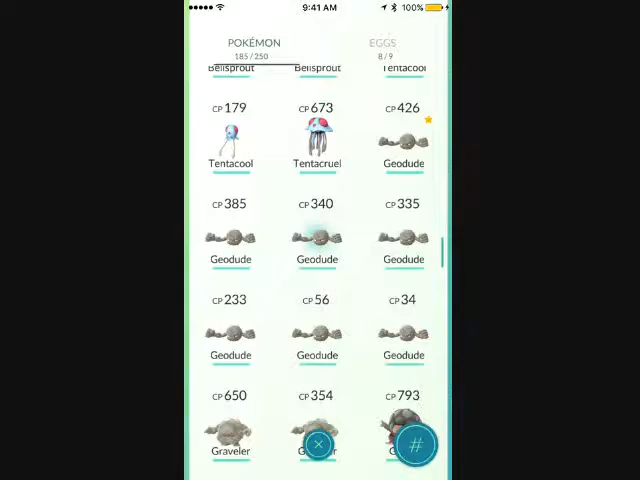 9:41 AM 100%
POKÉMON EGGS
185 / 250 8 / 9
Bellsprout Bellsprout Tentacool
CP 179 CP 673 CP 426
Tentacool Tentacruel Geodude
CP 385 CP 340 CP 335
Geodude Geodude Geodude
CP 233 CP 56 CP 34
Geodude Geodude Geodude
CP 650 CP 354 CP 793
#
Graveler